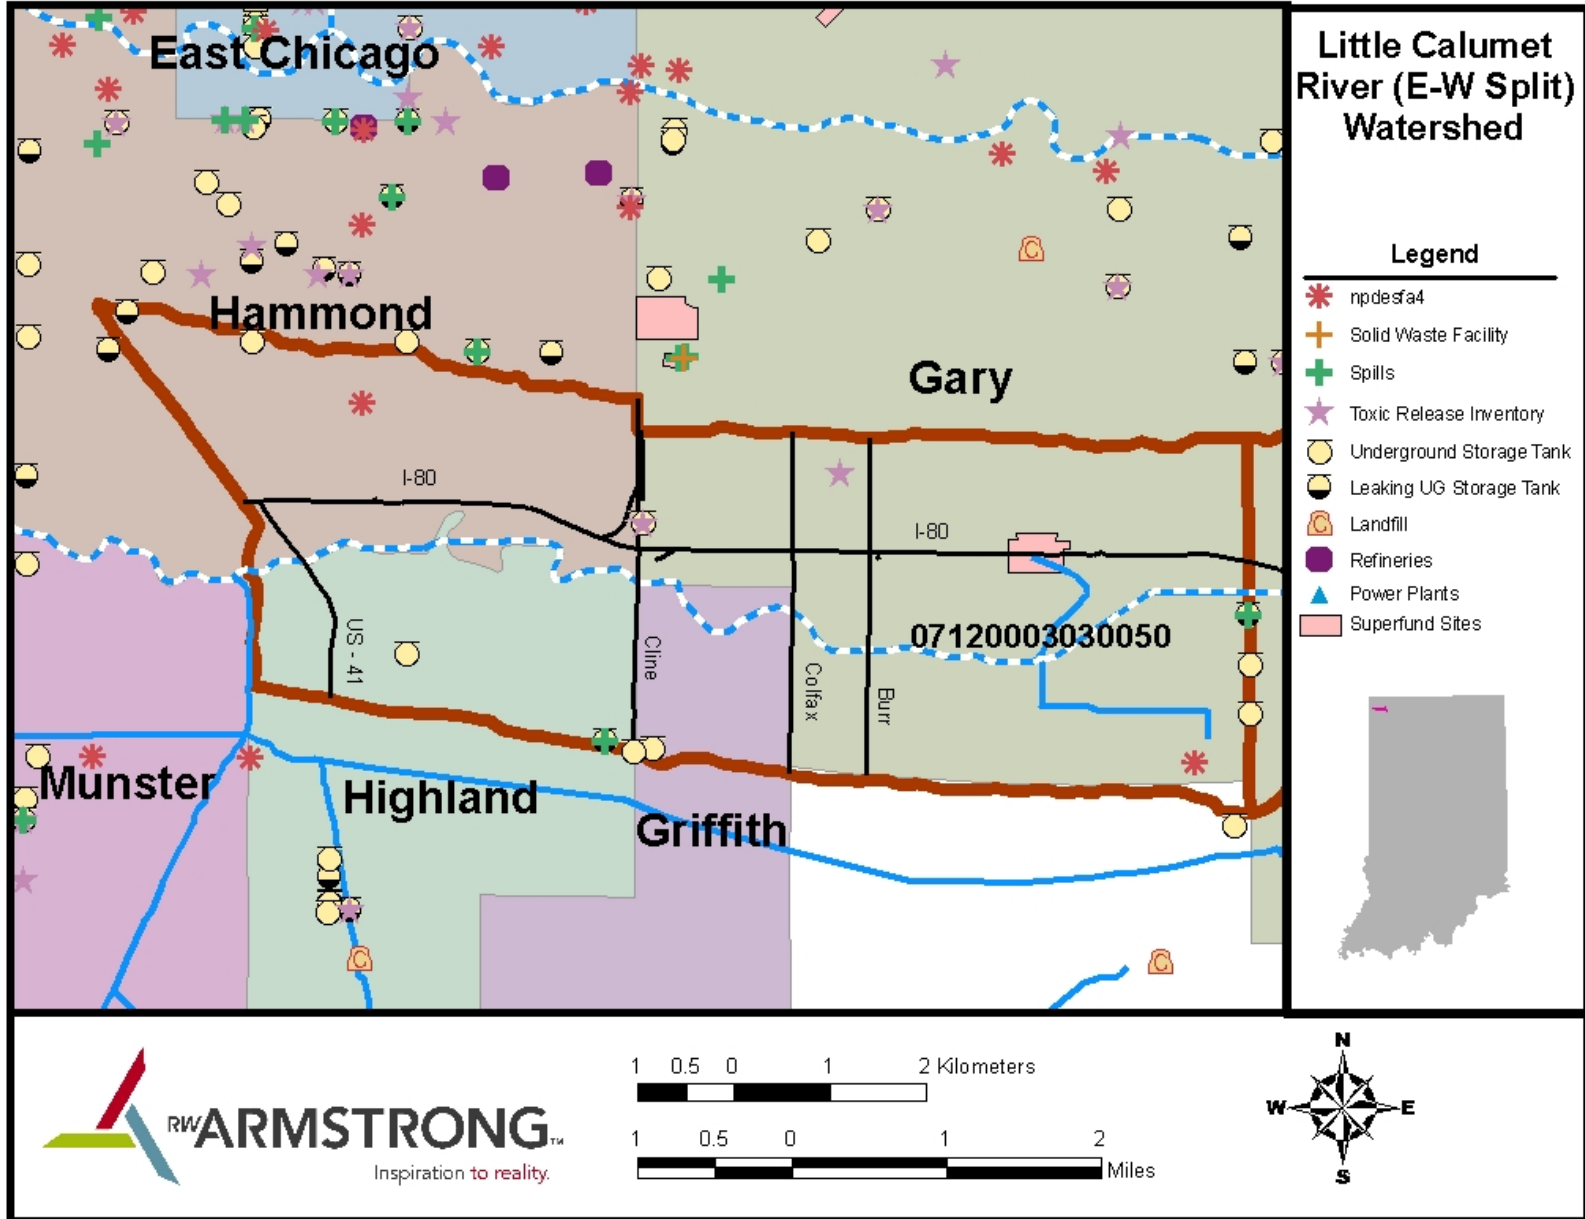 East Chicago
Hammond
Gary
I-80
I-80
US - 41
Cline
Colfax
Burr
07120003030050
Munster
Highland
Griffith
C
C
C
Little Calumet
River (E-W Split)
Watershed
Legend
npdesfa4
Solid Waste Facility
Spills
Toxic Release Inventory
Underground Storage Tank
Leaking UG Storage Tank
C Landfill
Refineries
Power Plants
Superfund Sites
RWARMSTRONG™
Inspiration to reality.
1 0.5 0 1 2 Kilometers
1 0.5 0 1 2
Miles
N
W E
S